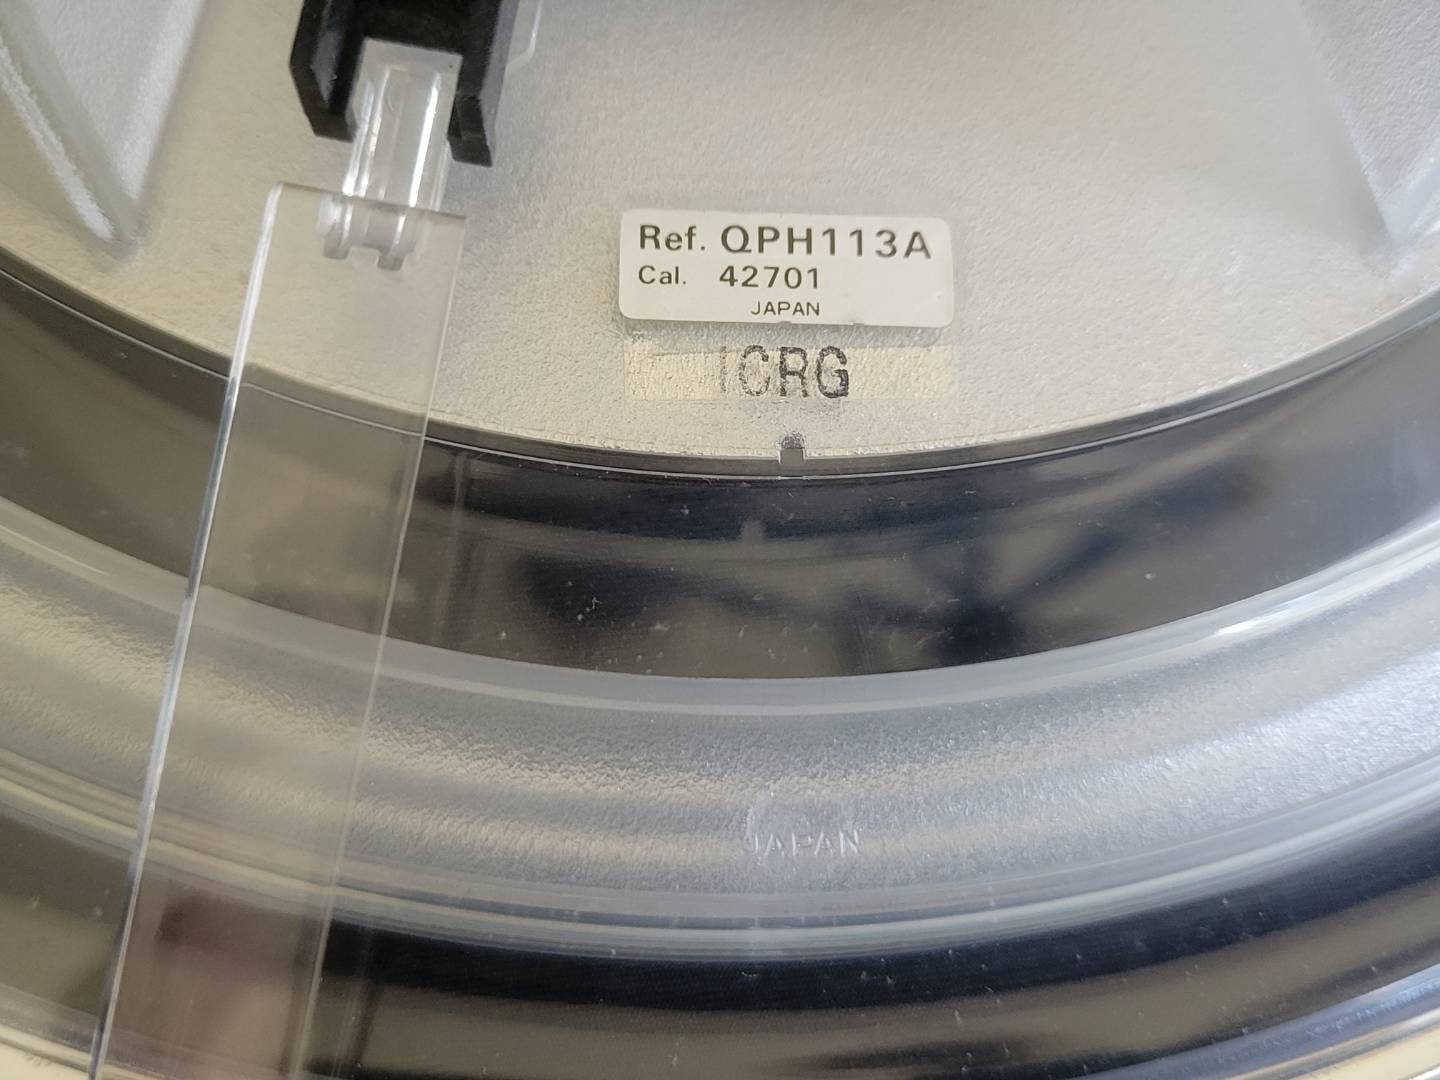 Ref. QPH113A
Cal. 42701
JAPAN
ICRG
JAPAN